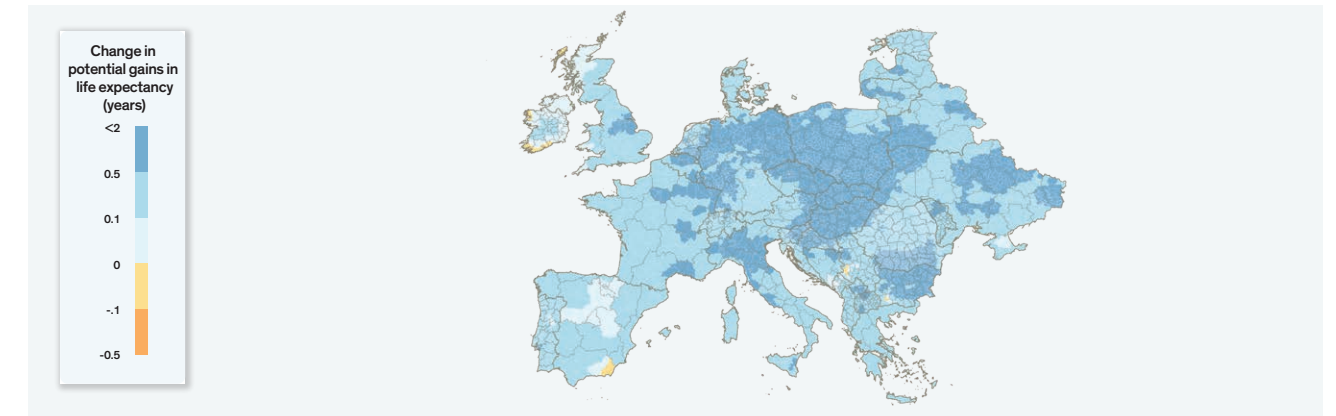 Change in
potential gains in
life expectancy
(years)
<2
0.5
0.1
0
-.1
-0.5